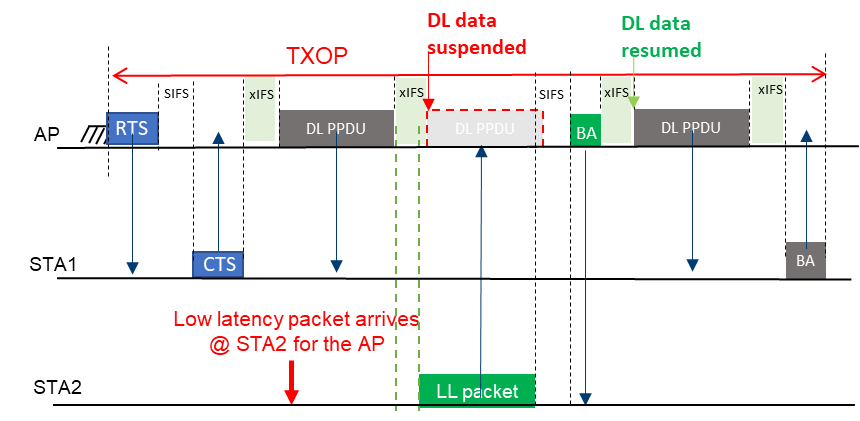 DL data
suspended
DL data
resumed
TXOP
SIFS
xIFS
xIFS
SIFS
xIFS
xIFS
AP
RTS
DL PPDU
DL PPDU
BA
DL PPDU
STA1
CTS
BA
Low latency packet arrives
@ STA2 for the AP
STA2
LL packet